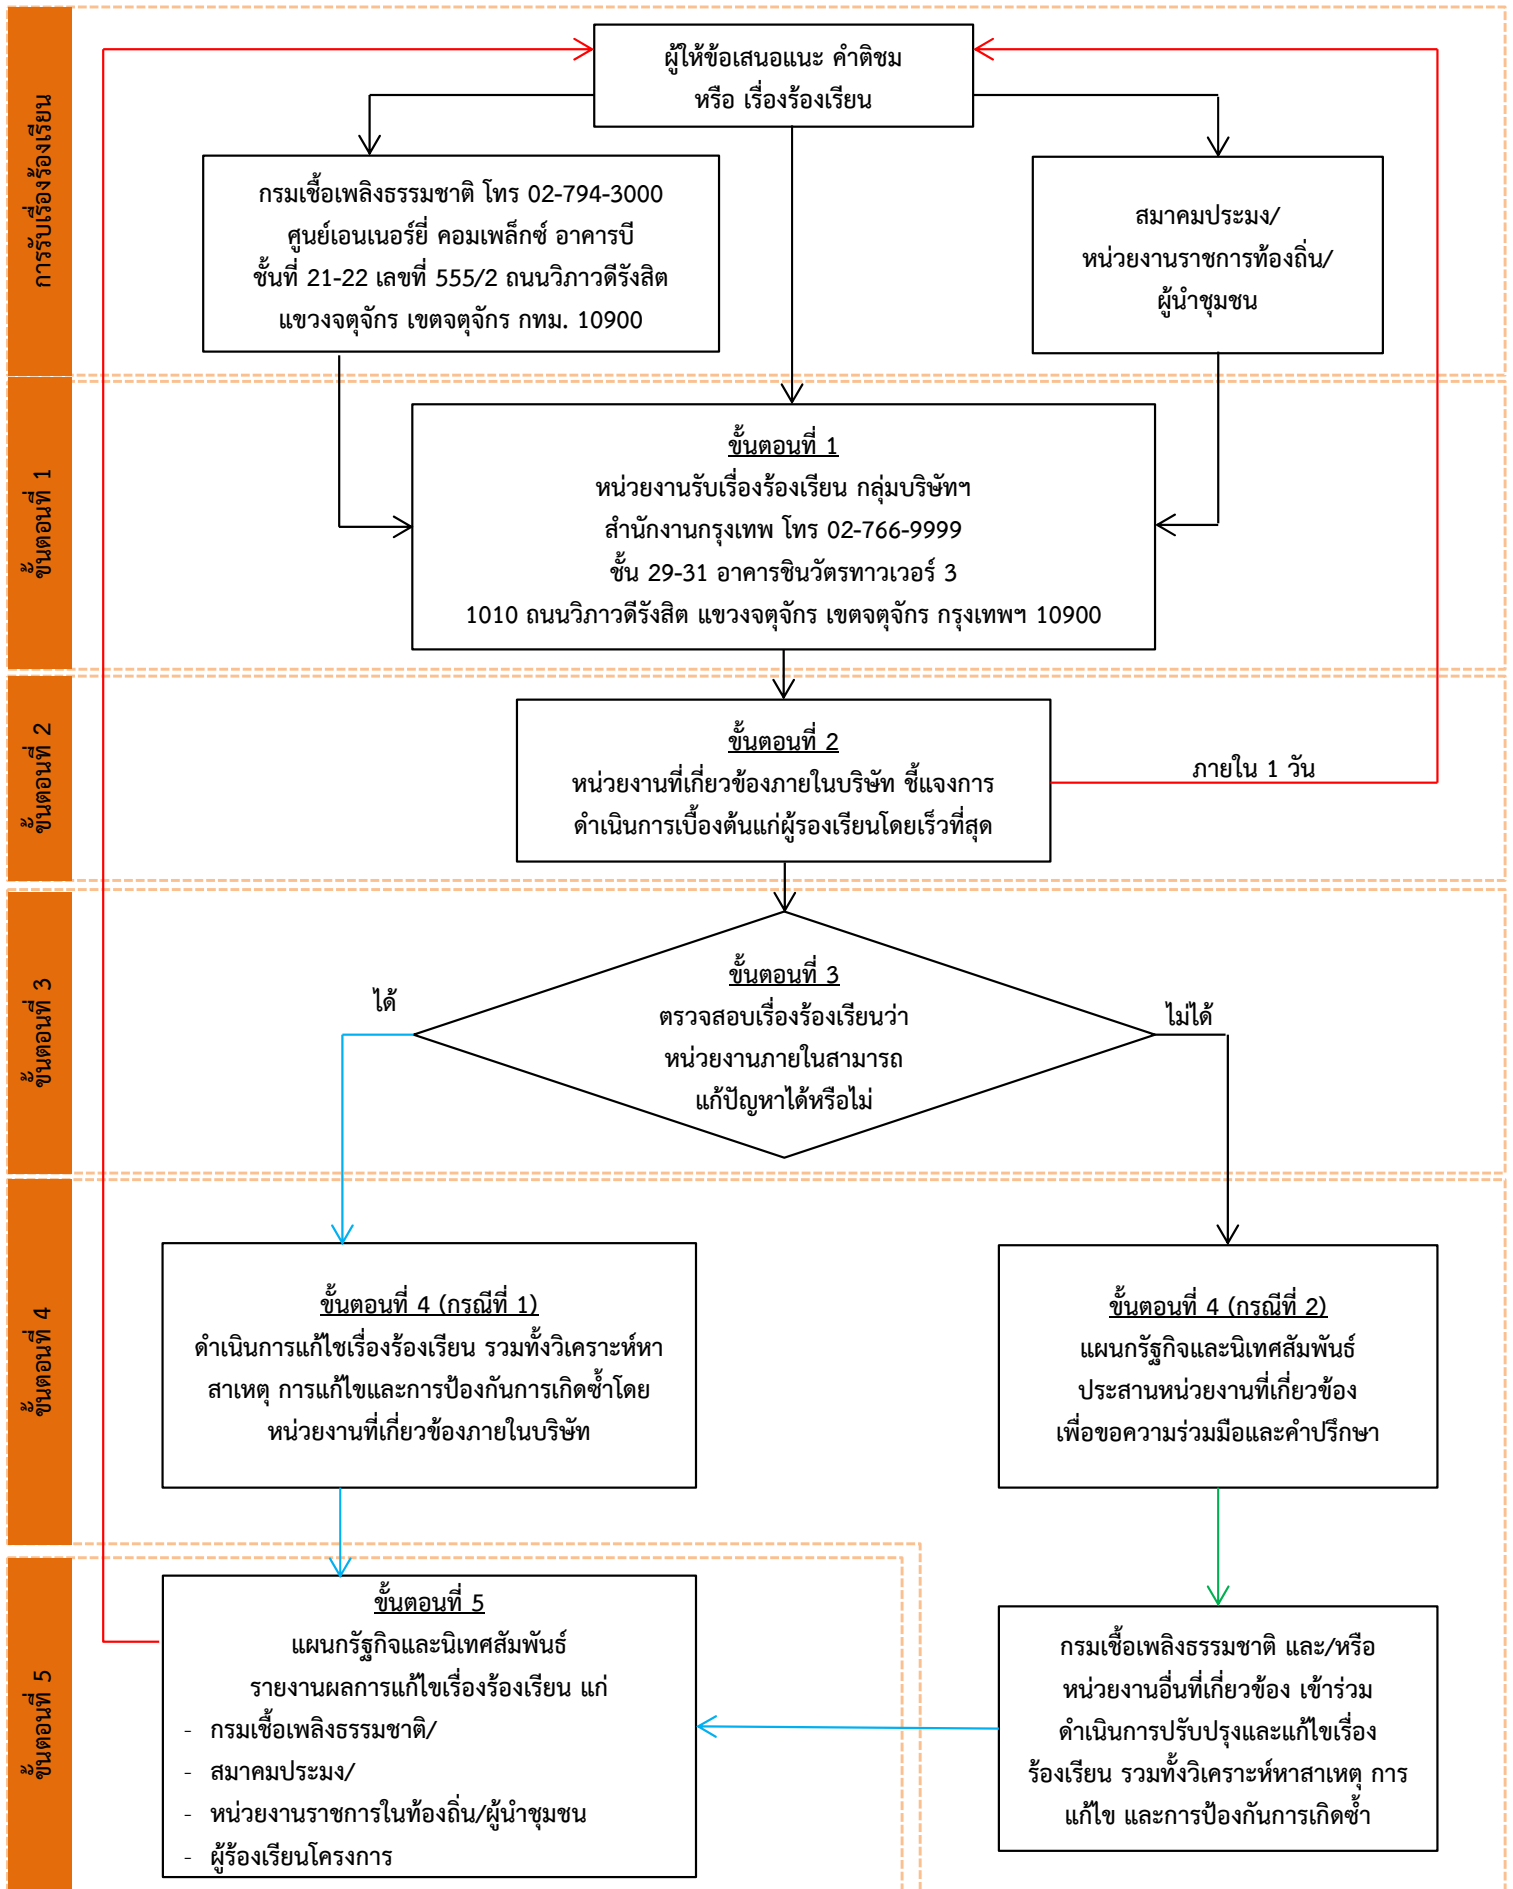 การรับเรื่องร้องเรียน
ผู้ให้ข้อเสนอแนะ คำติชม
หรือ เรื่องร้องเรียน
กรมเชื้อเพลิงธรรมชาติ โทร 02-794-3000
ศูนย์เอนเนอร์ยี่ คอมเพล็กซ์ อาคารบี
ชั้นที่ 21-22 เลขที่ 555/2 ถนนวิภาวดีรังสิต
แขวงจตุจักร เขตจตุจักร กทม. 10900
สมาคมประมง/
หน่วยงานราชการท้องถิ่น/
ผู้นำชุมชน
ขั้นตอนที่ 1
ขั้นตอนที่ 1
หน่วยงานรับเรื่องร้องเรียน กลุ่มบริษัทฯ
สำนักงานกรุงเทพ โทร 02-766-9999
ชั้น 29-31 อาคารชินวัตรทาวเวอร์ 3
1010 ถนนวิภาวดีรังสิต แขวงจตุจักร เขตจตุจักร กรุงเทพฯ 10900
ขั้นตอนที่ 2
ขั้นตอนที่ 2
หน่วยงานที่เกี่ยวข้องภายในบริษัท ชี้แจงการ
ดำเนินการเบื้องต้นแก่ผู้รองเรียนโดยเร็วที่สุด
ภายใน 1 วัน
ขั้นตอนที่ 3
ได้
ขั้นตอนที่ 3
ตรวจสอบเรื่องร้องเรียนว่า
หน่วยงานภายในสามารถ
แก้ปัญหาได้หรือไม่
ไม่ได้
ขั้นตอนที่ 4
ขั้นตอนที่ 4 (กรณีที่ 1)
ดำเนินการแก้ไชเรื่องร้องเรียน รวมทั้งวิเคราะห์หา
สาเหตุ การแก้ไขและการป้องกันการเกิดซ้ำโดย
หน่วยงานที่เกี่ยวข้องภายในบริษัท
ขั้นตอนที่ 4 (กรณีที่ 2)
แผนกรัฐกิจและนิเทศสัมพันธ์
ประสานหน่วยงานที่เกี่ยวข้อง
เพื่อขอความร่วมมือและคำปรึกษา
ขั้นตอนที่ 5
ขั้นตอนที่ 5
แผนกรัฐกิจและนิเทศสัมพันธ์
รายงานผลการแก้ไขเรื่องร้องเรียน แก่
- กรมเชื้อเพลิงธรรมชาติ/
- สมาคมประมง/
- หน่วยงานราชการในท้องถิ่น/ผู้นำชุมชน
- ผู้ร้องเรียนโครงการ
กรมเชื้อเพลิงธรรมชาติ และ/หรือ
หน่วยงานอื่นที่เกี่ยวข้อง เข้าร่วม
ดำเนินการปรับปรุงและแก้ไขเรื่อง
ร้องเรียน รวมทั้งวิเคราะห์หาสาเหตุ การ
แก้ไข และการป้องกันการเกิดซ้ำ